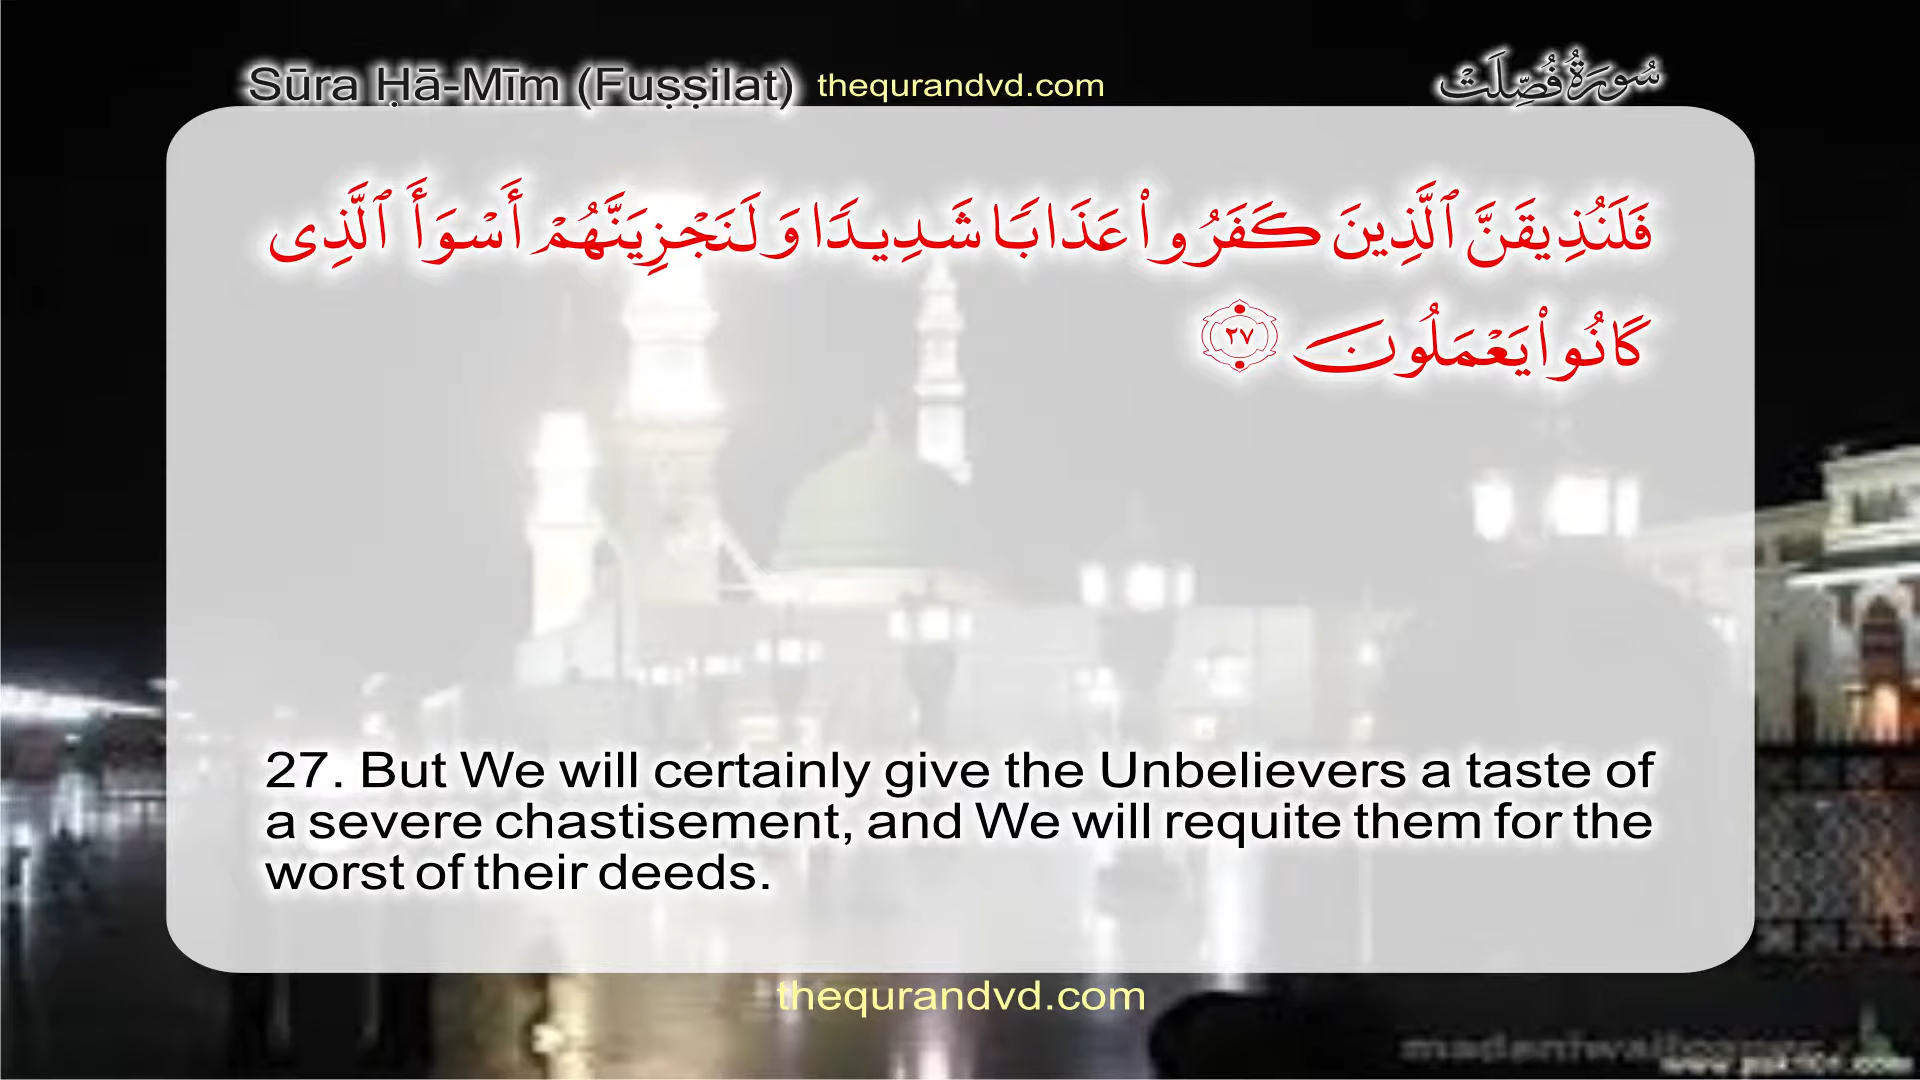 Sūra Ḥā-Mīm (Fuṣṣilat) thequrandvd.com سُورَةُ فُصِّلَتْ
فَلَنُذِيقَنَّ ٱلَّذِينَ كَفَرُوا۟ عَذَابًا شَدِيدًا وَلَنَجْزِيَنَّهُمْ أَسْوَأَ ٱلَّذِى
كَانُوا۟ يَعْمَلُونَ ٢٧
27. But We will certainly give the Unbelievers a taste of
a severe chastisement, and We will requite them for the
worst of their deeds.
thequrandvd.com